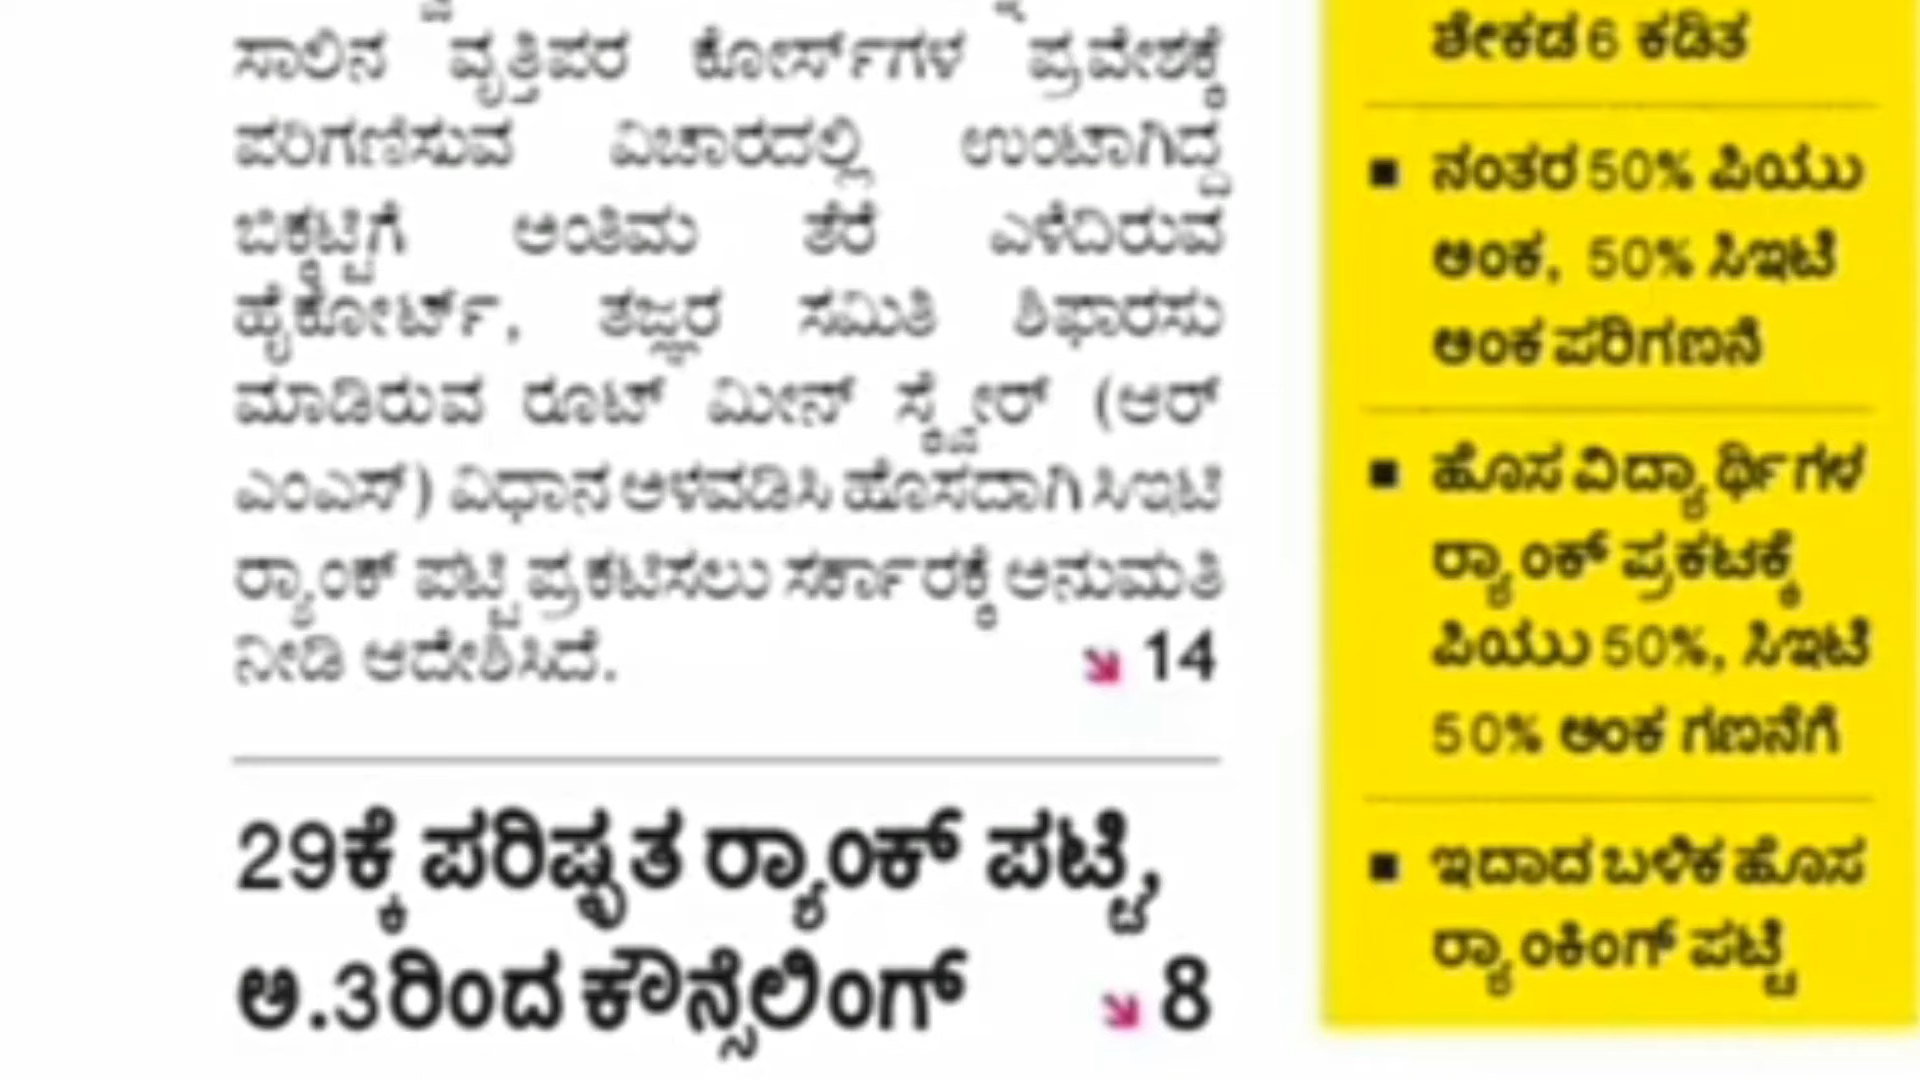 ಸಾಲಿನ ವೃತ್ತಿಪರ ಕೋರ್ಸ್‌ಗಳ ಪ್ರವೇಶಕ್ಕೆ
ಪರಿಗಣಿಸುವ ವಿಚಾರದಲ್ಲಿ ಉಂಟಾಗಿದ್ದ
ಬಿಕ್ಕಟ್ಟಿಗೆ ಅಂತಿಮ ತೆರೆ ಎಳೆದಿರುವ
ಹೈಕೋರ್ಟ್, ತಜ್ಞರ ಸಮಿತಿ ಶಿಫಾರಸು
ಮಾಡಿರುವ ರೂಟ್ ಮೀನ್ ಸ್ಕ್ವೇರ್ (ಆರ್
ಎಂಎಸ್) ವಿಧಾನ ಅಳವಡಿಸಿ ಹೊಸದಾಗಿ ಸಿಇಟಿ
ರ‍್ಯಾಂಕ್ ಪಟ್ಟಿ ಪ್ರಕಟಿಸಲು ಸರ್ಕಾರಕ್ಕೆ ಅನುಮತಿ
ನೀಡಿ ಆದೇಶಿಸಿದೆ. 14
29ಕ್ಕೆ ಪರಿಷ್ಕೃತ ರ‍್ಯಾಂಕ್ ಪಟ್ಟಿ,
ಅ.3ರಿಂದ ಕೌನ್ಸೆಲಿಂಗ್ 8
ಶೇಕಡ 6 ಕಡಿತ
■ ನಂತರ 50% ಪಿಯು
ಅಂಕ, 50% ಸಿಇಟಿ
ಅಂಕ ಪರಿಗಣನೆ
■ ಹೊಸ ವಿದ್ಯಾರ್ಥಿಗಳ
ರ‍್ಯಾಂಕ್ ಪ್ರಕಟಕ್ಕೆ
ಪಿಯು 50%, ಸಿಇಟಿ
50% ಅಂಕ ಗಣನೆಗೆ
■ ಇದಾದ ಬಳಿಕ ಹೊಸ
ರ‍್ಯಾಂಕಿಂಗ್ ಪಟ್ಟಿ